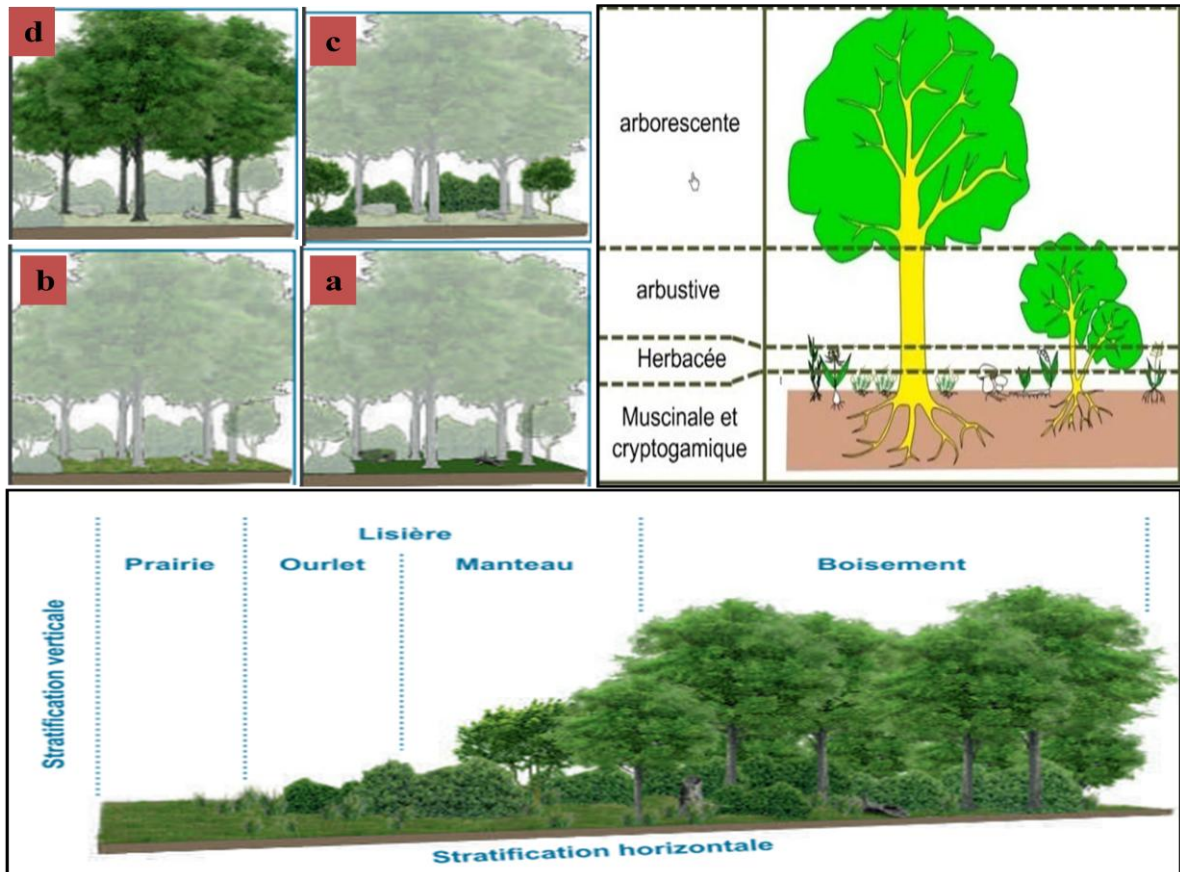 d
c
b
a
arborescente
arbustive
Herbacée
Muscinale et
cryptogamique
Lisière
Prairie
Ourlet
Manteau
Boisement
Stratification verticale
Stratification horizontale